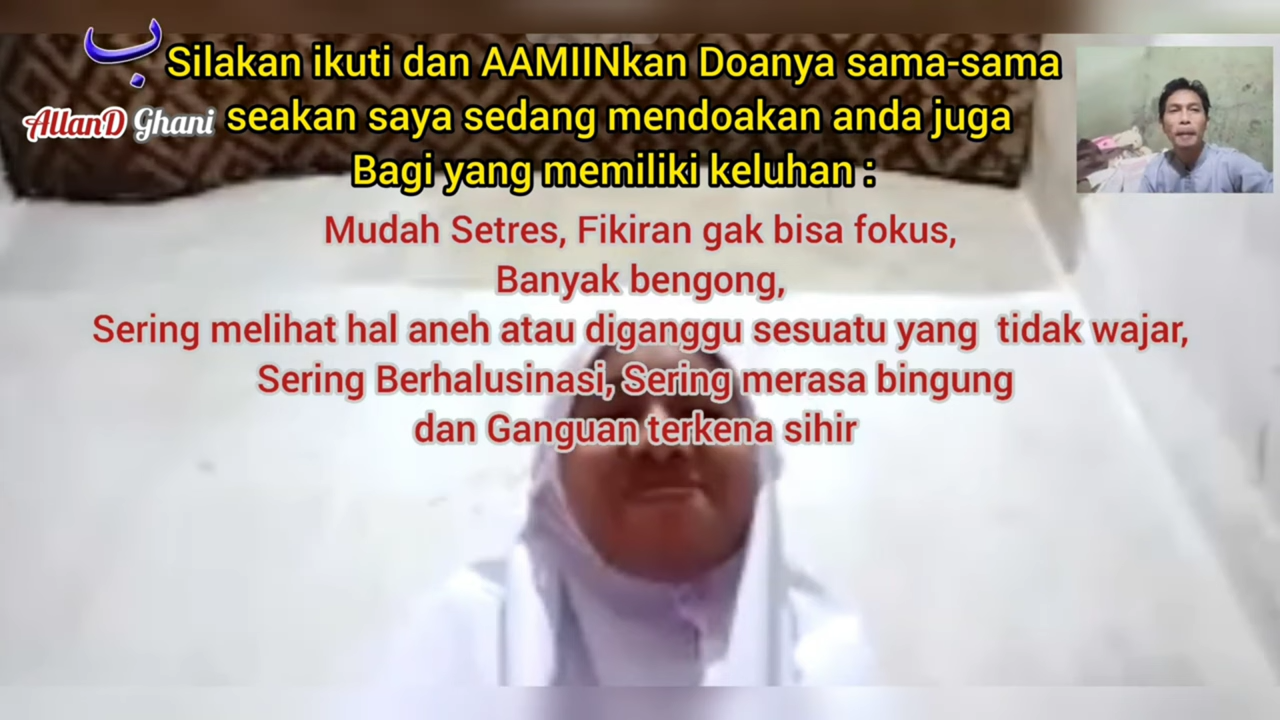 ب
AllanD Ghani
Silakan ikuti dan AAMIINkan Doanya sama-sama
seakan saya sedang mendoakan anda juga
Bagi yang memiliki keluhan :
Mudah Setres, Fikiran gak bisa fokus,
Banyak bengong,
Sering melihat hal aneh atau diganggu sesuatu yang tidak wajar,
Sering Berhalusinasi, Sering merasa bingung
dan Ganguan terkena sihir